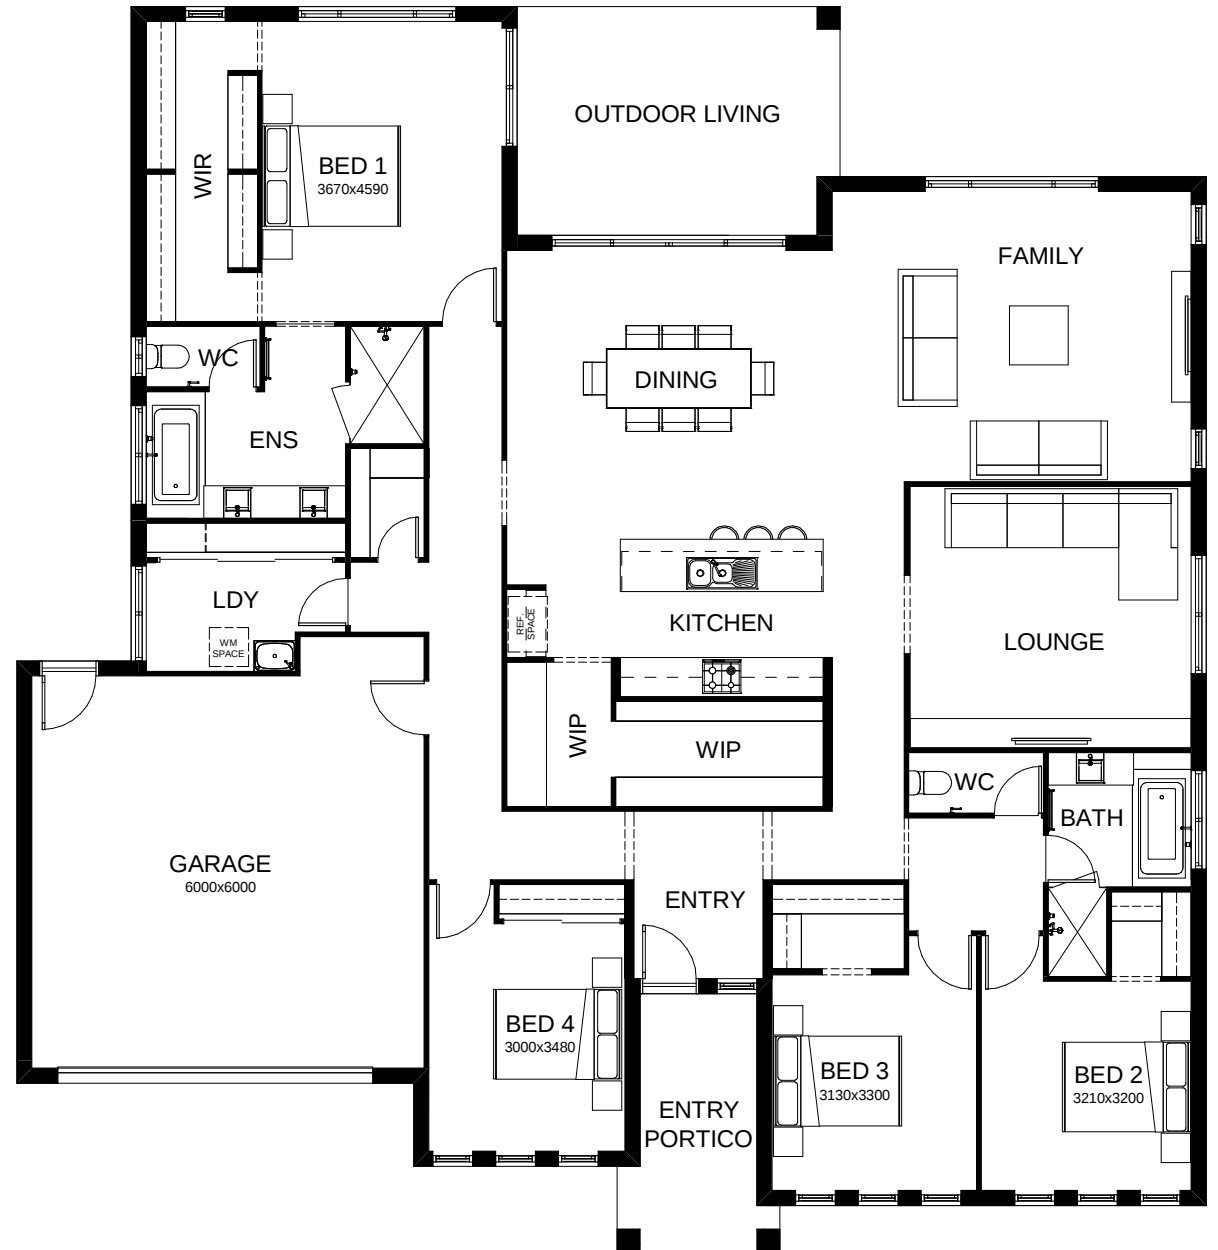 OUTDOOR LIVING
WIR
BED 1
3670x4590
FAMILY
WC
DINING
ENS
LDY
WM
SPACE
REF.
SPACE
KITCHEN
LOUNGE
WIP
WIP
WC
BATH
GARAGE
6000x6000
ENTRY
BED 4
3000x3480
BED 3
3130x3300
BED 2
3210x3200
ENTRY
PORTICO